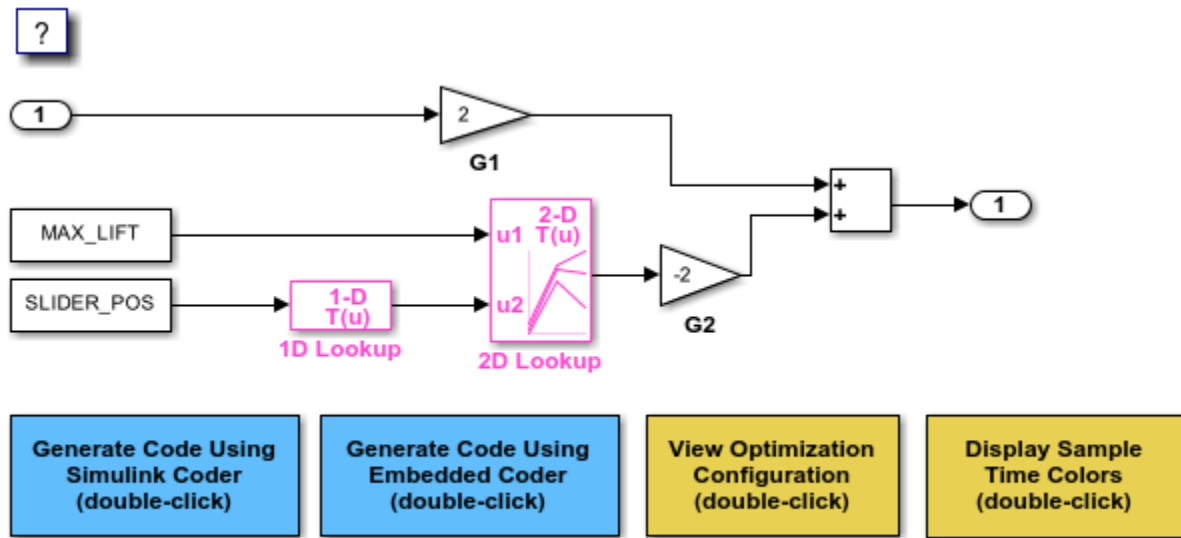 ?
1
2
G1
+
+
1
MAX_LIFT
u1
2-D
T(u)
-2
G2
SLIDER_POS
1-D
T(u)
1D Lookup
u2
2D Lookup
Generate Code Using
Simulink Coder
(double-click)
Generate Code Using
Embedded Coder
(double-click)
View Optimization
Configuration
(double-click)
Display Sample
Time Colors
(double-click)